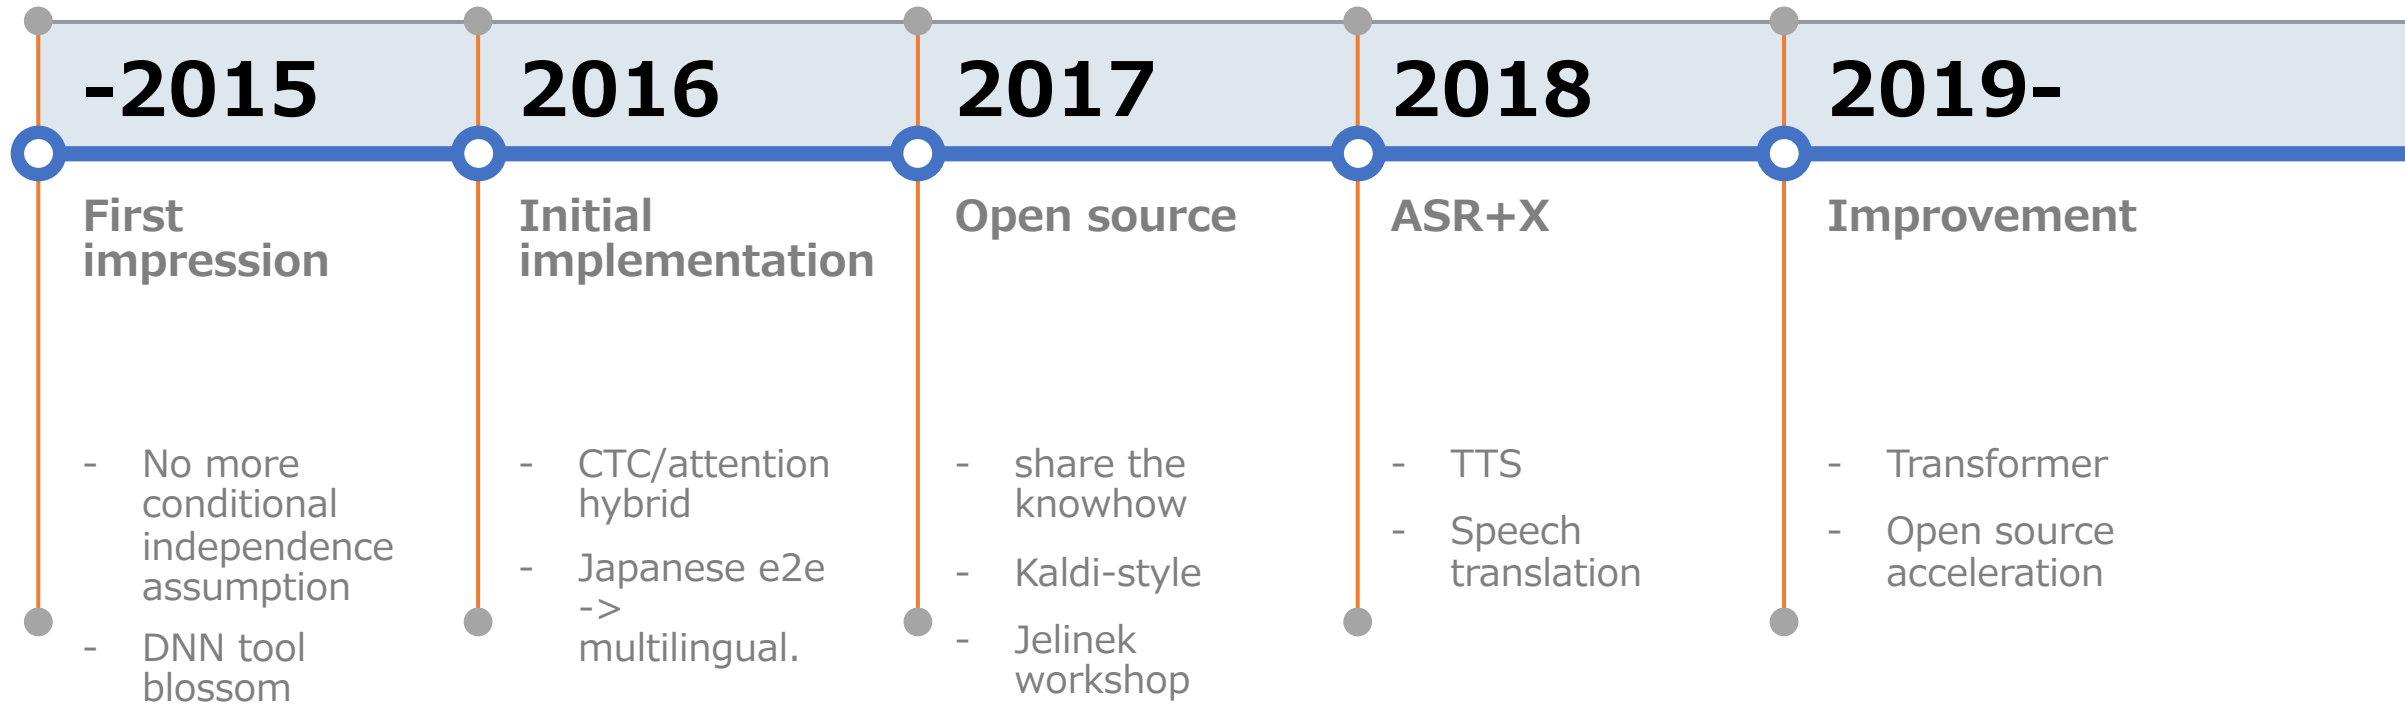 -2015
First
impression
- No more
conditional
independence
assumption
- DNN tool
blossom
2016
Initial
implementation
- CTC/attention
hybrid
- Japanese e2e
->
multilingual.
2017
Open source
- share the
knowhow
- Kaldi-style
- Jelinek
workshop
2018
ASR+X
- TTS
- Speech
translation
2019-
Improvement
- Transformer
- Open source
acceleration